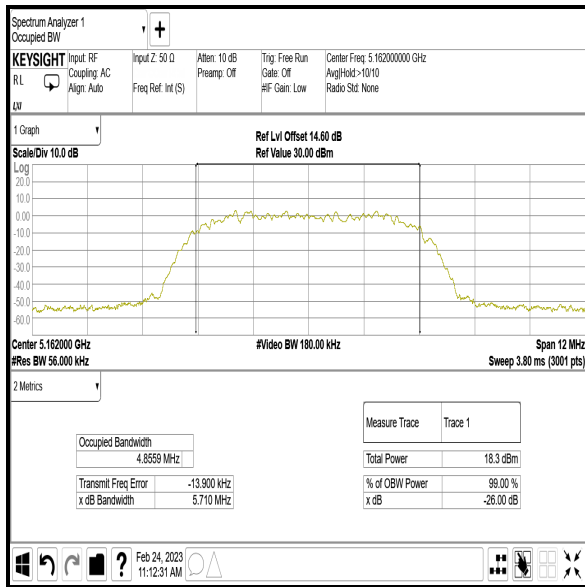 Spectrum Analyzer 1
Occupied BW
KEYSIGHT Input: RF Input Z: 50 Ω Atten: 10 dB Trig: Free Run Center Freq: 5.162000000 GHz
RL Coupling: AC Preamp: Off Gate: Off Avg|Hold:>10/10
Align: Auto Freq Ref: Int (S) #IF Gain: Low Radio Std: None
LXI
1 Graph
Ref Lvl Offset 14.60 dB
Scale/Div 10.0 dB Ref Value 30.00 dBm
Log
20.0
10.0
0.00
-10.0
-20.0
-30.0
-40.0
-50.0
-60.0
Center 5.162000 GHz #Video BW 180.00 kHz Span 12 MHz
#Res BW 56.000 kHz Sweep 3.80 ms (3001 pts)
2 Metrics
Measure Trace Trace 1
Occupied Bandwidth
4.8559 MHz Total Power 18.3 dBm
Transmit Freq Error -13.900 kHz % of OBW Power 99.00 %
x dB Bandwidth 5.710 MHz x dB -26.00 dB
? Feb 24, 2023
11:12:31 AM